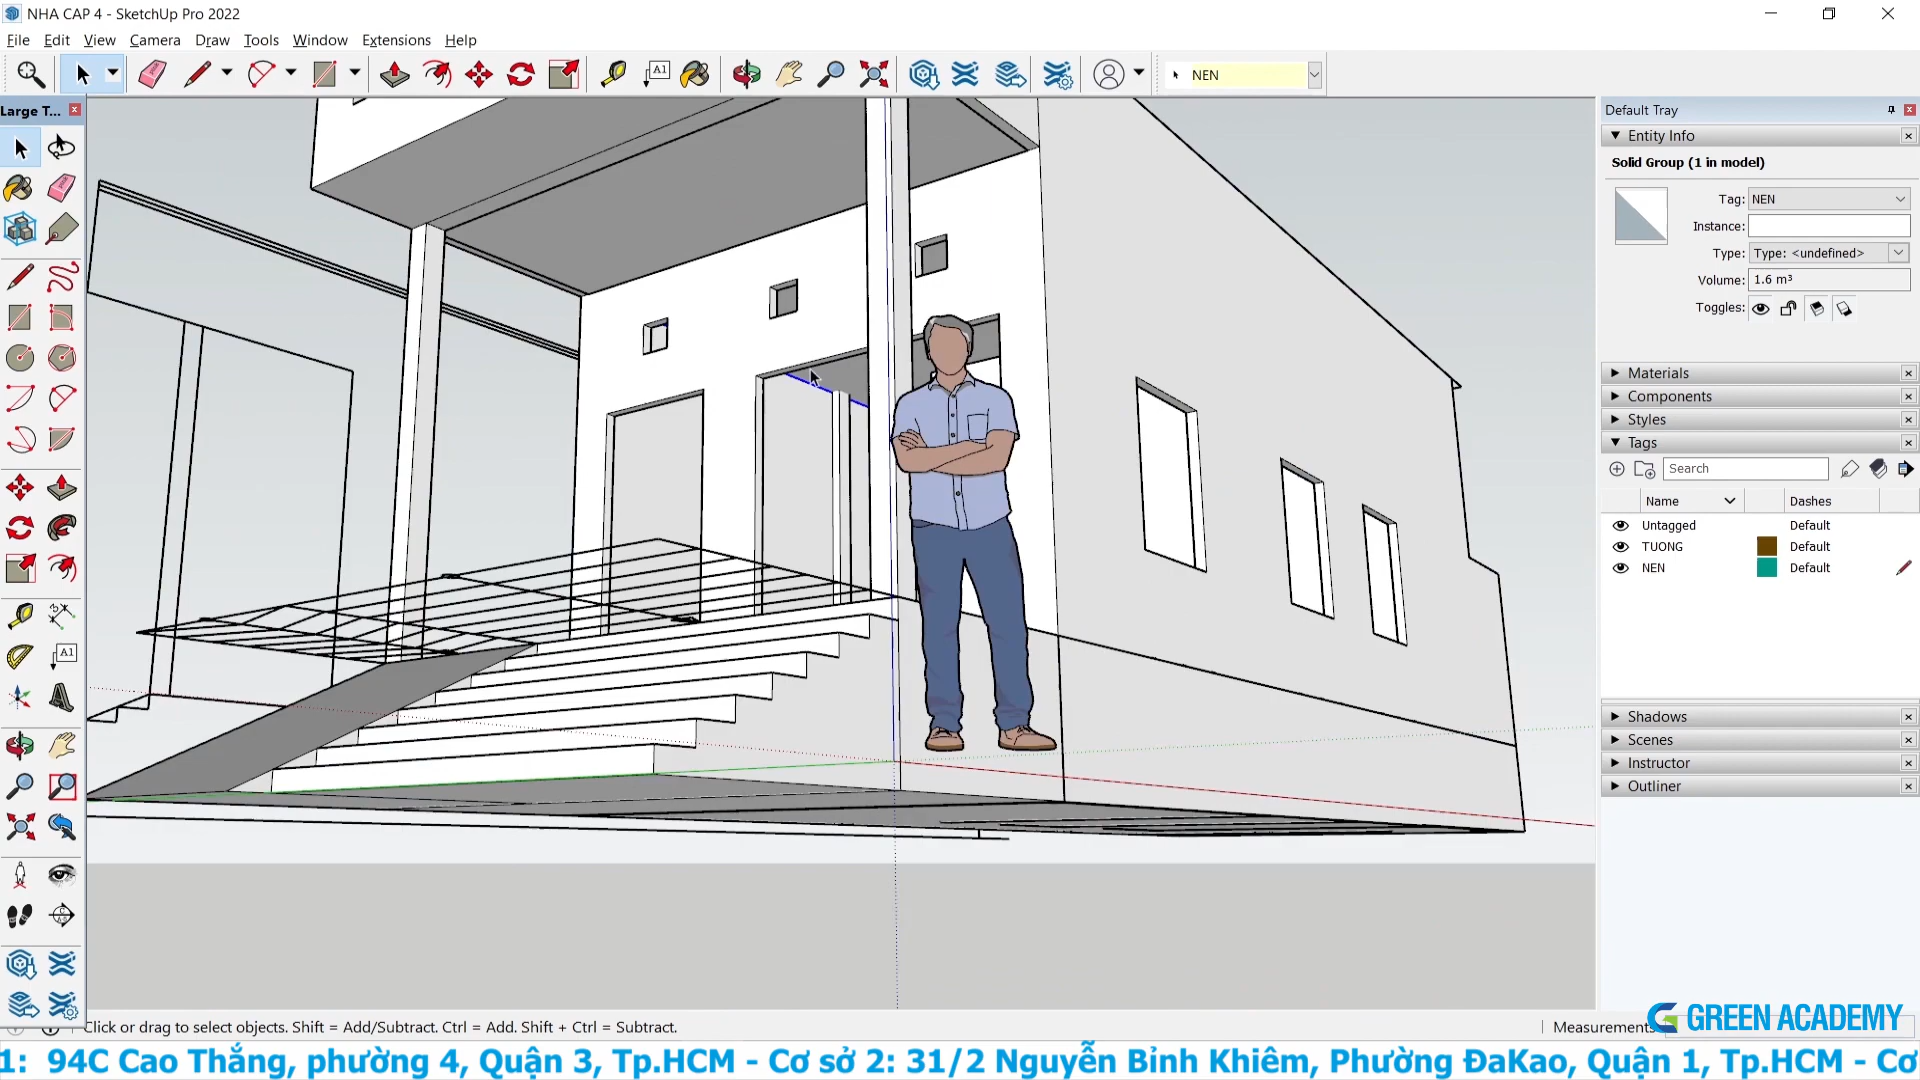 NHA CAP 4 - SketchUp Pro 2022
File Edit View Camera Draw Tools Window Extensions Help
A1 NEN
Large T...
Default Tray
Entity Info
Solid Group (1 in model)
Tag: NEN
Instance:
Type: Type: <undefined>
Volume: 1.6 m³
Toggles:
Materials
Components
Styles
Tags
Search
Name Dashes
Untagged Default
TUONG Default
NEN Default
A1
Shadows
Scenes
Instructor
Outliner
Click or drag to select objects. Shift = Add/Subtract. Ctrl = Add. Shift + Ctrl = Subtract.
Measurements
GREEN ACADEMY
1: 94C Cao Thắng, phường 4, Quận 3, Tp.HCM - Cơ sở 2: 31/2 Nguyễn Bỉnh Khiêm, Phường ĐaKao, Quận 1, Tp.HCM - Cơ